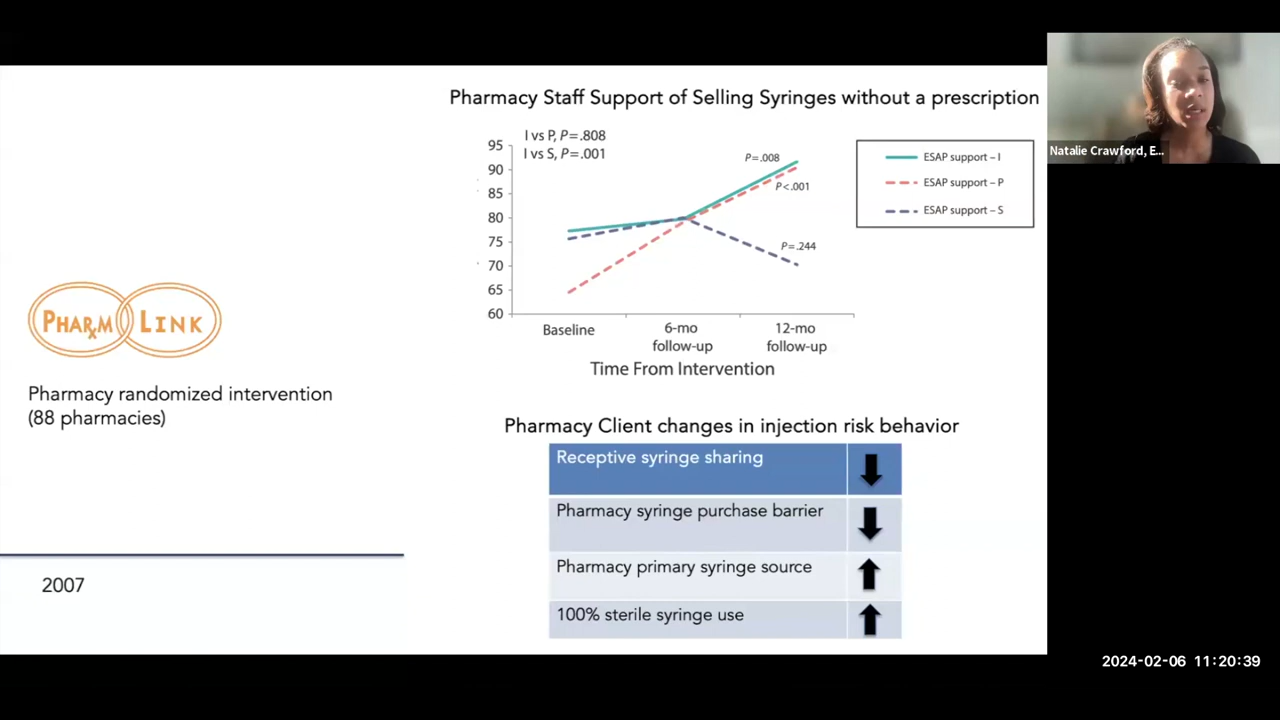 Pharmacy Staff Support of Selling Syringes without a prescription
I vs P, P=.808
I vs S, P=.001
95
90
85
80
75
70
65
60
P=.008
P<.001
P=.244
Baseline
6-mo
follow-up
12-mo
follow-up
Time From Intervention
ESAP support – I
ESAP support – P
ESAP support – S
Natalie Crawford, E...
PHARxM LINK
Pharmacy randomized intervention
(88 pharmacies)
2007
Pharmacy Client changes in injection risk behavior
Receptive syringe sharing
Pharmacy syringe purchase barrier
Pharmacy primary syringe source
100% sterile syringe use
2024-02-06 11:20:39